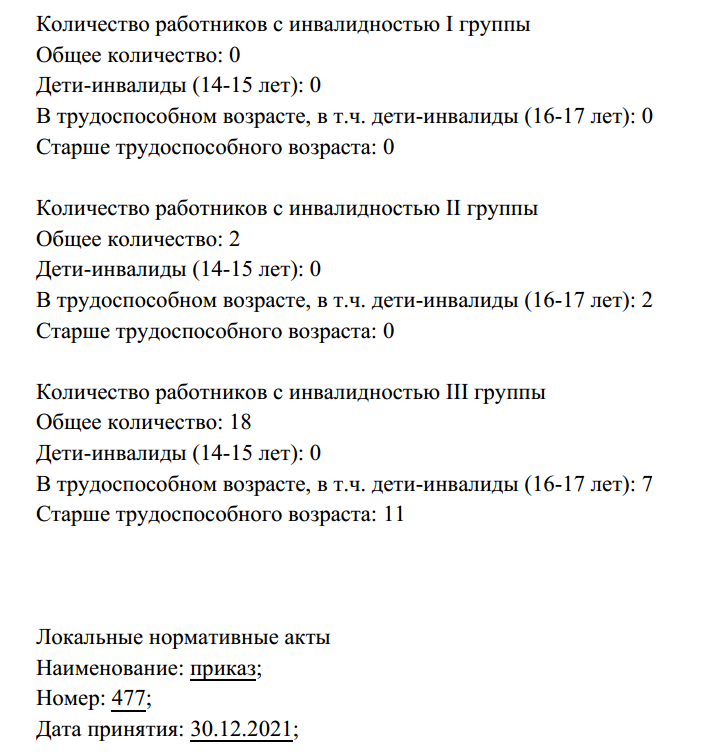 Количество работников с инвалидностью I группы
Общее количество: 0
Дети-инвалиды (14-15 лет): 0
В трудоспособном возрасте, в т.ч. дети-инвалиды (16-17 лет): 0
Старше трудоспособного возраста: 0
Количество работников с инвалидностью II группы
Общее количество: 2
Дети-инвалиды (14-15 лет): 0
В трудоспособном возрасте, в т.ч. дети-инвалиды (16-17 лет): 2
Старше трудоспособного возраста: 0
Количество работников с инвалидностью III группы
Общее количество: 18
Дети-инвалиды (14-15 лет): 0
В трудоспособном возрасте, в т.ч. дети-инвалиды (16-17 лет): 7
Старше трудоспособного возраста: 11
Локальные нормативные акты
Наименование: приказ;
Номер: 477;
Дата принятия: 30.12.2021;